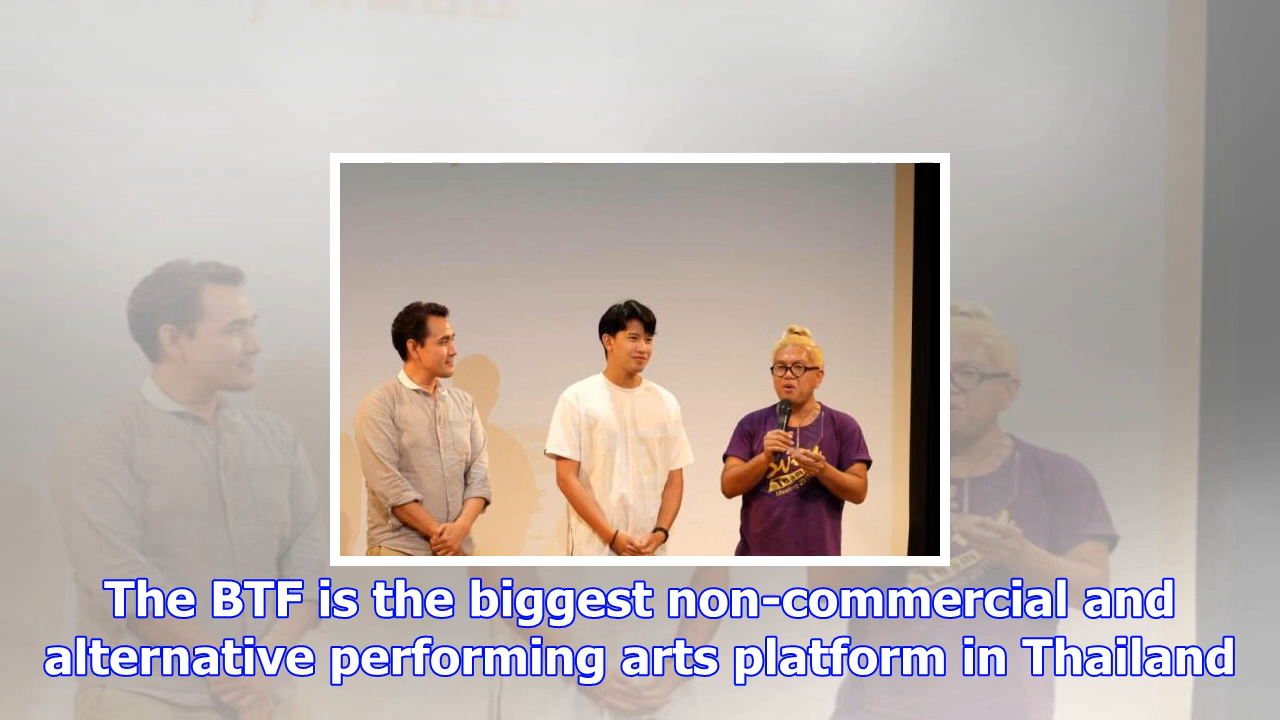 The BTF is the biggest non-commercial and
alternative performing arts platform in Thailand